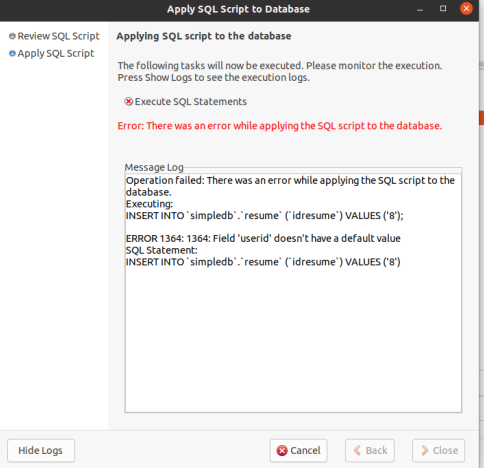 Apply SQL Script to Database
Review SQL Script
Apply SQL Script
Applying SQL script to the database
The following tasks will now be executed. Please monitor the execution.
Press Show Logs to see the execution logs.
Execute SQL Statements
Error: There was an error while applying the SQL script to the database.
Message Log
Operation failed: There was an error while applying the SQL script to the
database.
Executing:
INSERT INTO `simpledb`.`resume` (`idresume`) VALUES ('8');
ERROR 1364: 1364: Field 'userid' doesn't have a default value
SQL Statement:
INSERT INTO `simpledb`.`resume` (`idresume`) VALUES ('8')
Hide Logs
Cancel
Back
Close